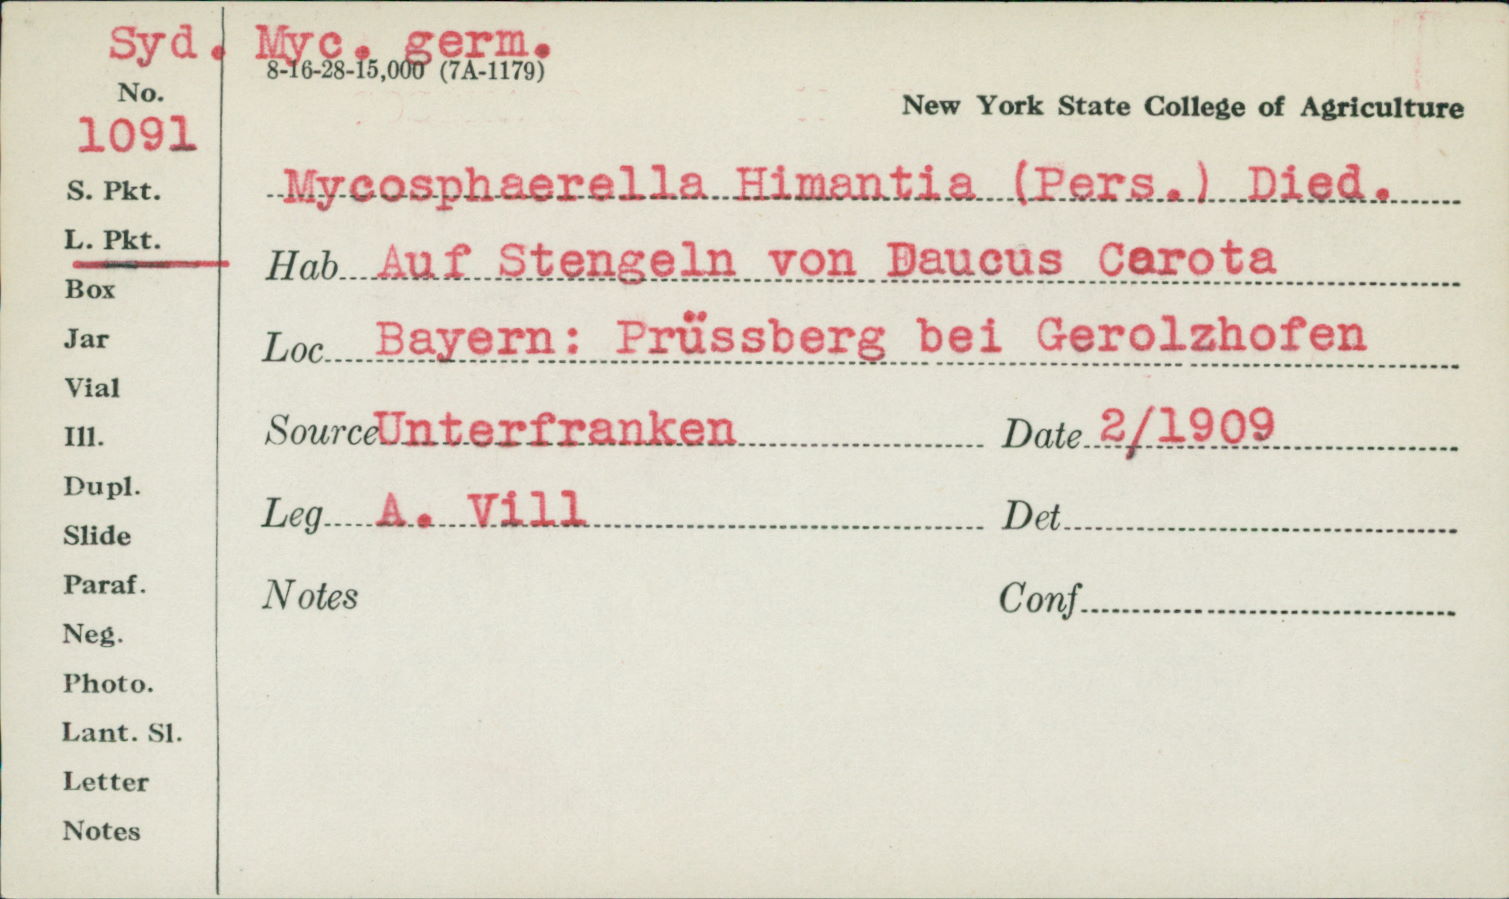 Syd. Myc. germ.
8-16-28-15,000 (7A-1179)
No.
1091
New York State College of Agriculture
S. Pkt.
L. Pkt.
Box
Jar
Vial
Ill.
Dupl.
Slide
Paraf.
Neg.
Photo.
Lant. Sl.
Letter
Notes
Mycosphaerella Himantia (Pers.) Died.
Hab Auf Stengeln von Daucus Carota
Loc Bayern: Prüssberg bei Gerolzhofen
Source Unterfranken Date 2/1909
Leg A. Vill Det
Notes Conf